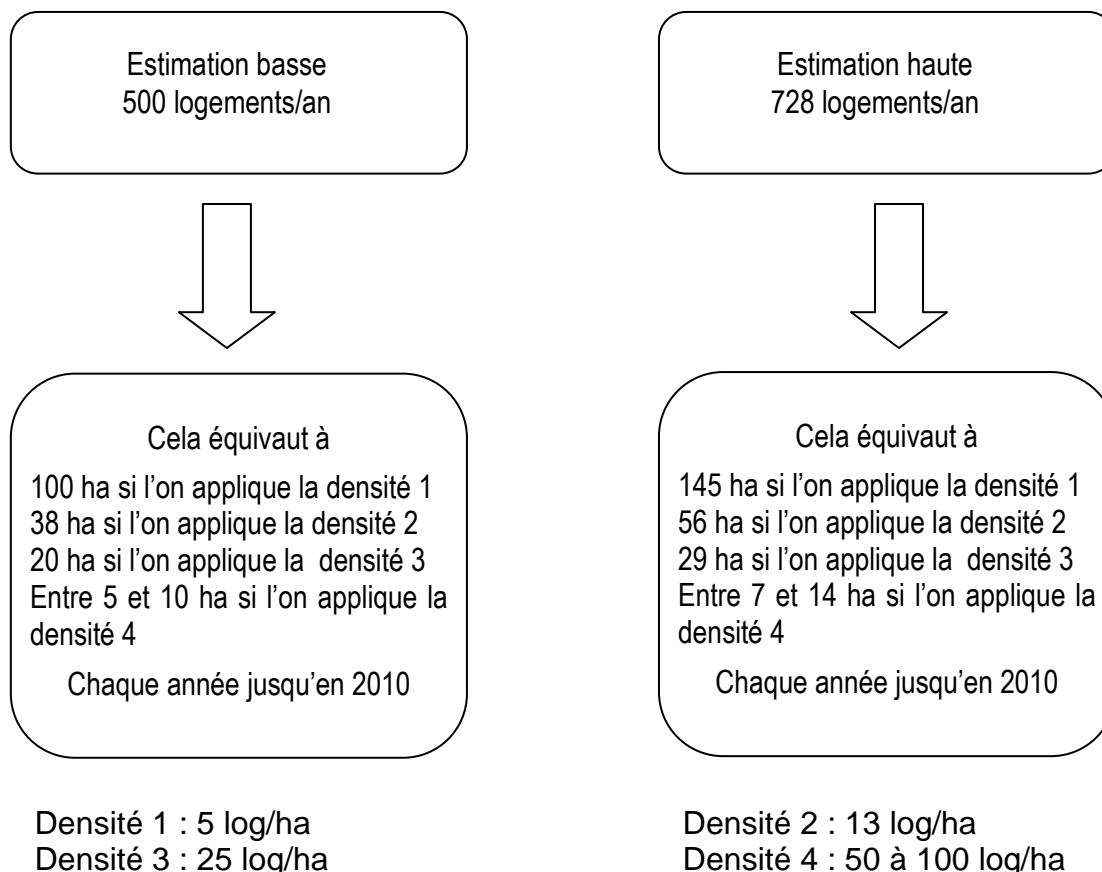 Estimation basse
500 logements/an
Estimation haute
728 logements/an
Cela équivaut à
100 ha si l’on applique la densité 1
38 ha si l’on applique la densité 2
20 ha si l’on applique la densité 3
Entre 5 et 10 ha si l’on applique la
densité 4
Chaque année jusqu’en 2010
Cela équivaut à
145 ha si l’on applique la densité 1
56 ha si l’on applique la densité 2
29 ha si l’on applique la densité 3
Entre 7 et 14 ha si l’on applique la
densité 4
Chaque année jusqu’en 2010
Densité 1 : 5 log/ha
Densité 3 : 25 log/ha
Densité 2 : 13 log/ha
Densité 4 : 50 à 100 log/ha